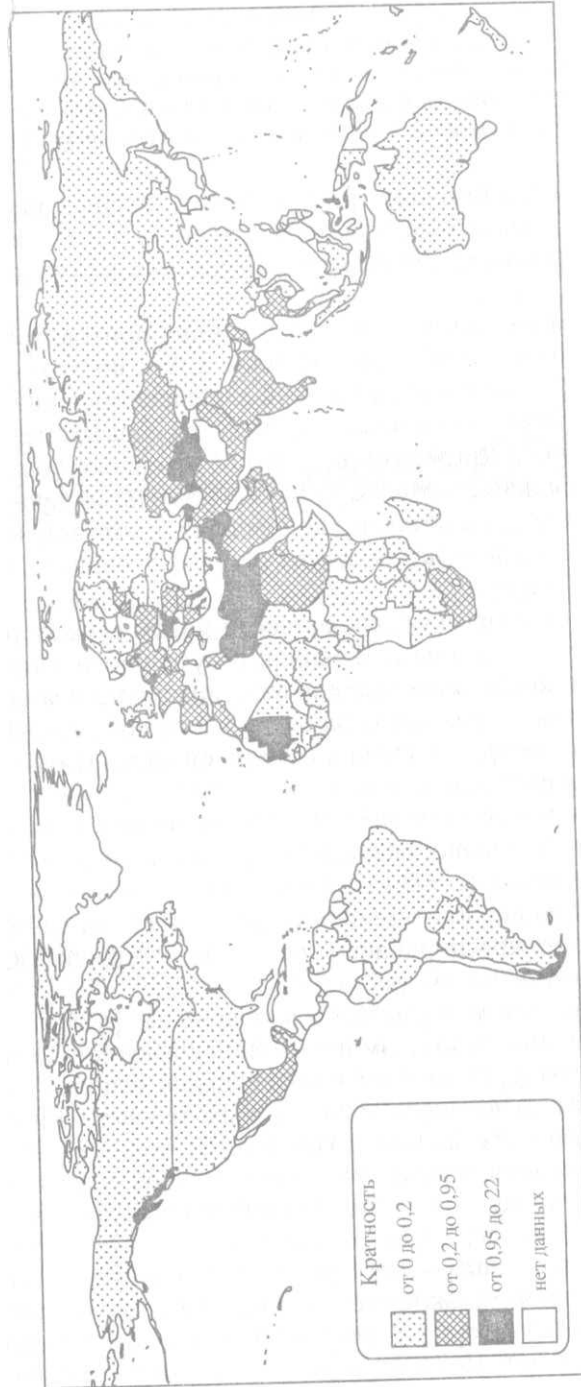 Кратность
от 0 до 0,2
от 0,2 до 0,95
от 0,95 до 22
нет данных